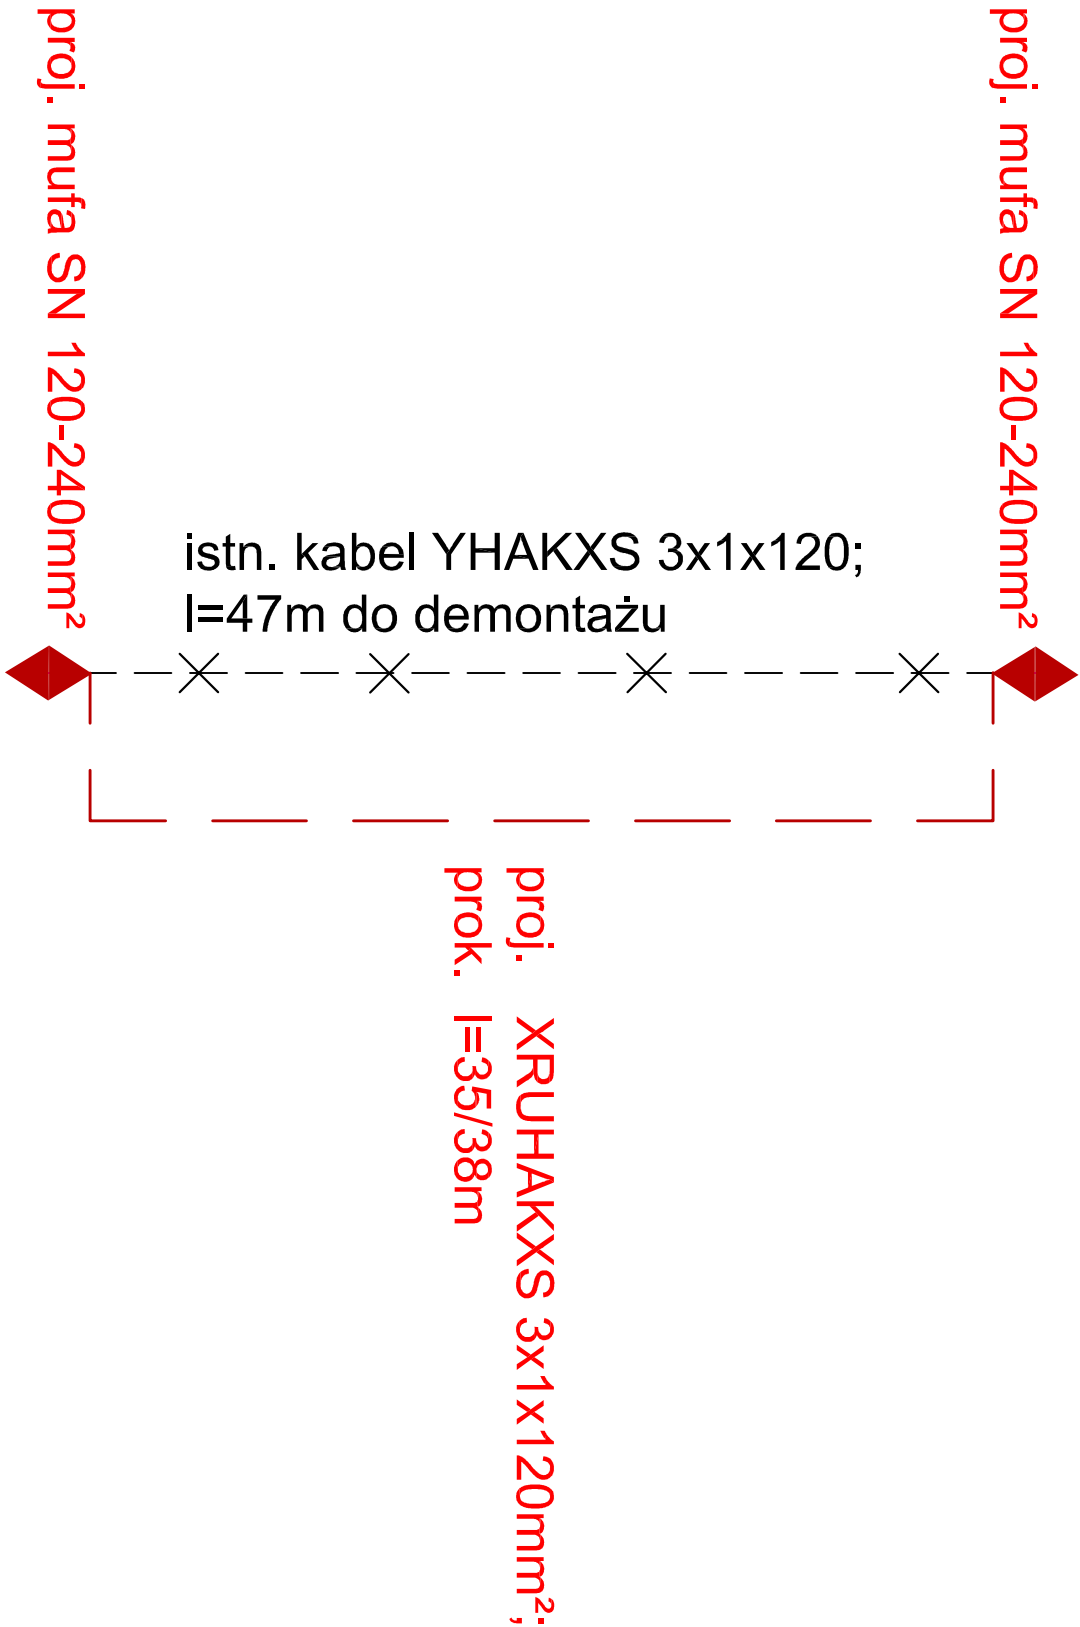 proj. mufa SN 120-240mm²
proj. mufa SN 120-240mm²
istn. kabel YHAKXS 3x1x120;
l=47m do demontażu
proj. XRUHAKXS 3x1x120mm²;
prok. l=35/38m